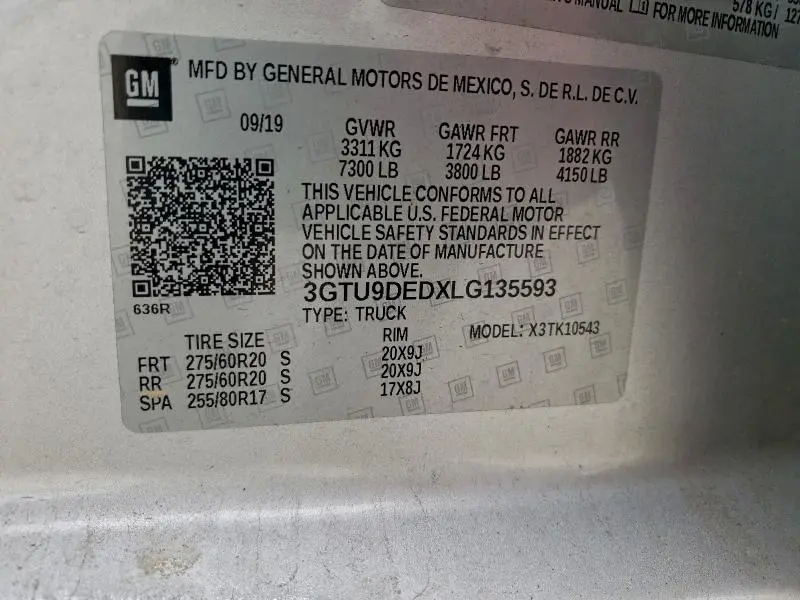 S MANUAL FOR MORE INFORMATION
578 KG / 127
GM
MFD BY GENERAL MOTORS DE MEXICO, S. DE R.L. DE C.V.
09/19 GVWR GAWR FRT GAWR RR
3311 KG 1724 KG 1882 KG
7300 LB 3800 LB 4150 LB
THIS VEHICLE CONFORMS TO ALL
APPLICABLE U.S. FEDERAL MOTOR
VEHICLE SAFETY STANDARDS IN EFFECT
ON THE DATE OF MANUFACTURE
SHOWN ABOVE.
636R
3GTU9DEDXLG135593
TYPE: TRUCK
TIRE SIZE RIM MODEL: X3TK10543
FRT 275/60R20 S 20X9J
RR 275/60R20 S 20X9J
SPA 255/80R17 S 17X8J